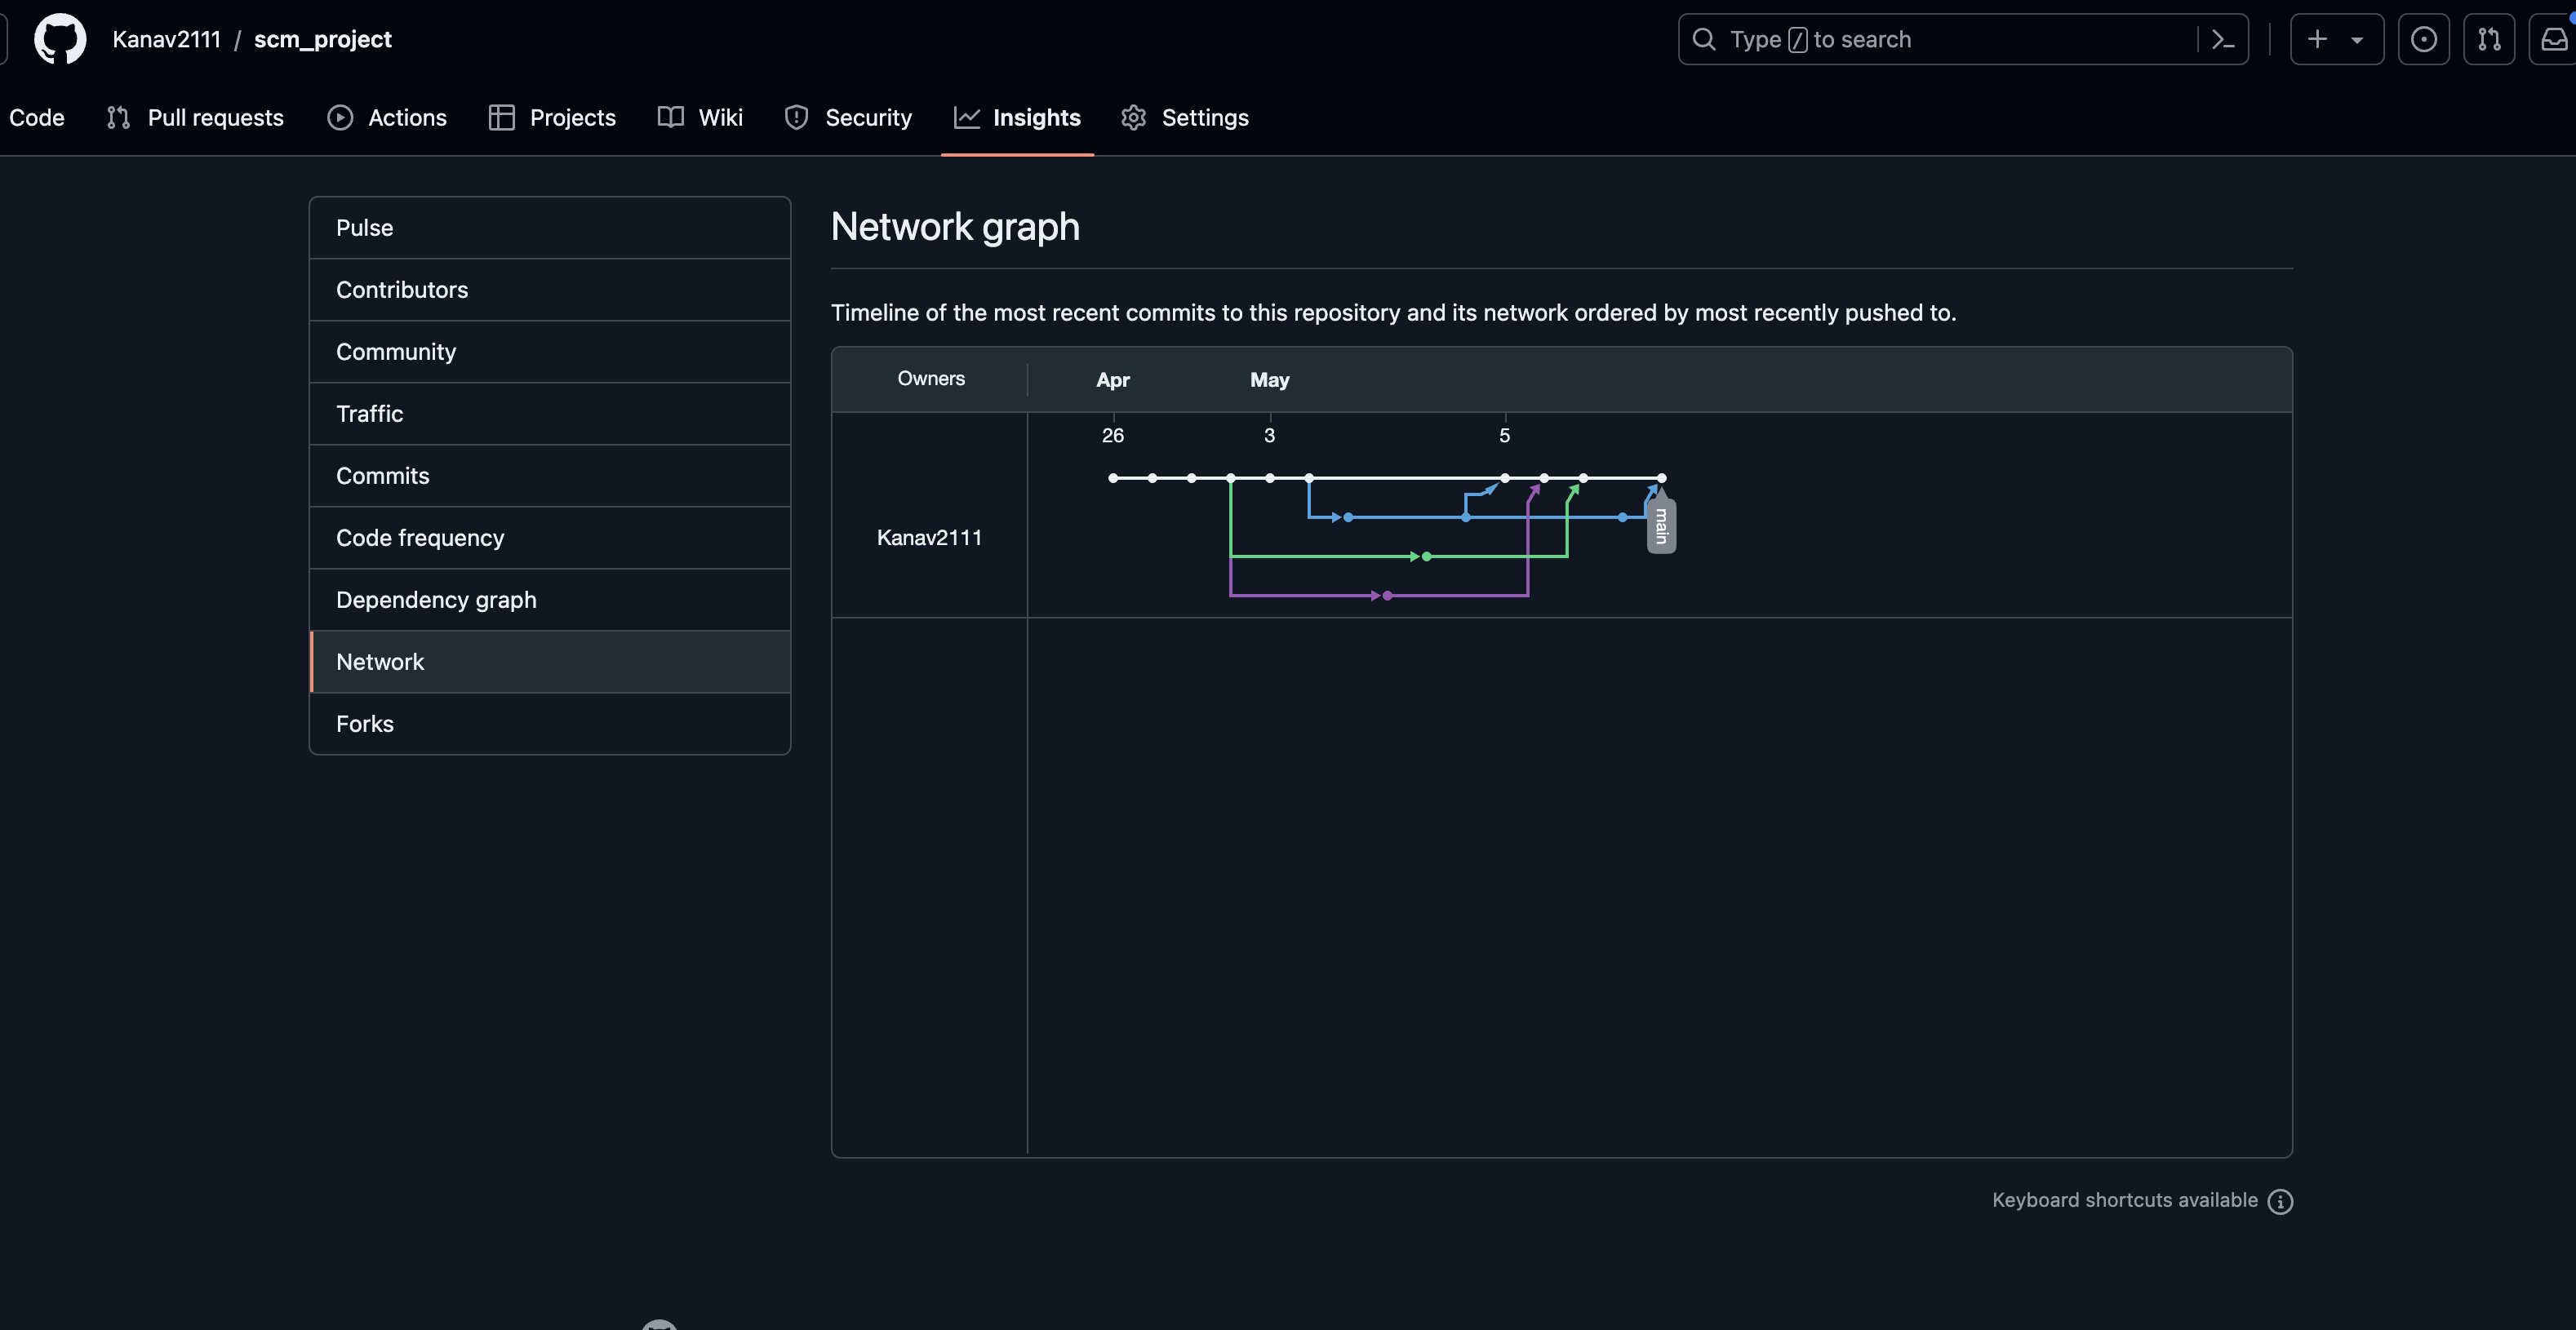 Kanav2111 / scm_project
Type / to search
Code
Pull requests
Actions
Projects
Wiki
Security
Insights
Settings
Pulse
Contributors
Community
Traffic
Commits
Code frequency
Dependency graph
Network
Forks
Network graph
Timeline of the most recent commits to this repository and its network ordered by most recently pushed to.
Owners
Apr
May
26
3
5
Kanav2111
main
Keyboard shortcuts available